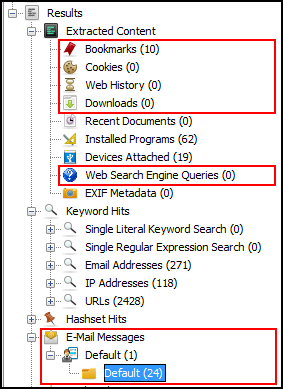 Results
Extracted Content
Bookmarks (10)
Cookies (0)
Web History (0)
Downloads (0)
Recent Documents (0)
Installed Programs (62)
Devices Attached (19)
Web Search Engine Queries (0)
EXIF Metadata (0)
Keyword Hits
Single Literal Keyword Search (0)
Single Regular Expression Search (0)
Email Addresses (271)
IP Addresses (118)
URLs (2428)
Hashset Hits
E-Mail Messages
Default (1)
Default (24)